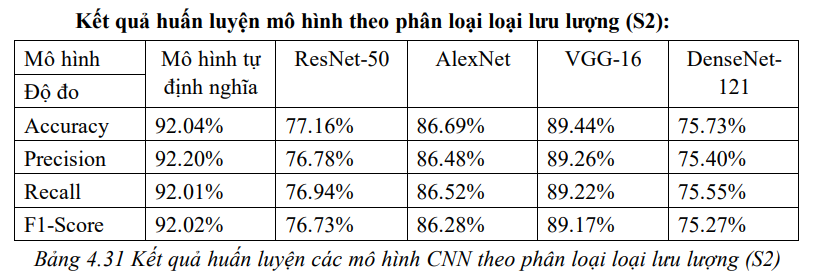 Kết quả huấn luyện mô hình theo phân loại loại lưu lượng (S2):
Mô hình Mô hình tự định nghĩa ResNet-50 AlexNet VGG-16 DenseNet-121
Độ đo
Accuracy 92.04% 77.16% 86.69% 89.44% 75.73%
Precision 92.20% 76.78% 86.48% 89.26% 75.40%
Recall 92.01% 76.94% 86.52% 89.22% 75.55%
F1-Score 92.02% 76.73% 86.28% 89.17% 75.27%
Bảng 4.31 Kết quả huấn luyện các mô hình CNN theo phân loại loại lưu lượng (S2)